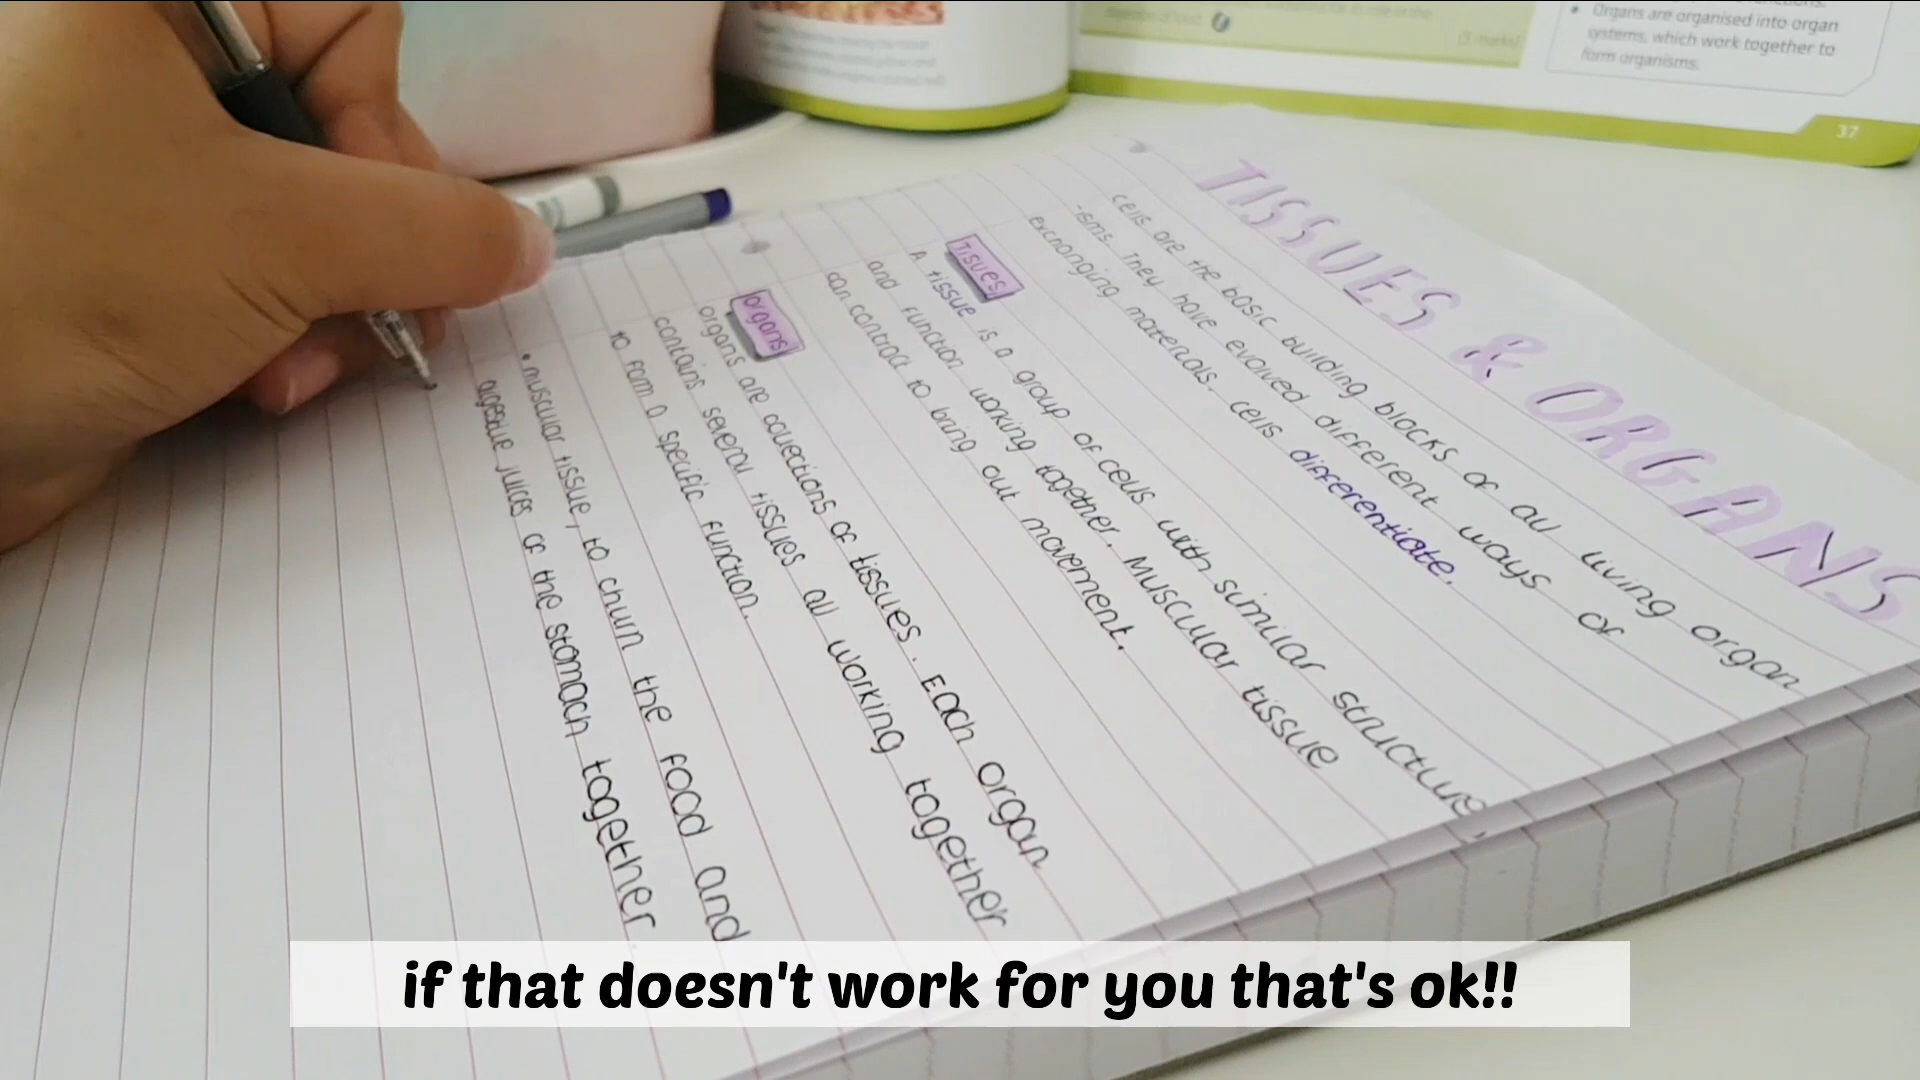 TISSUES & ORGANS
cells are the basic building blocks of all living organ
-isms. They have evolved different ways of
exchanging materials. cells differentiate.
Tissues
A tissue is a group of cells with similar structure
and function working together. Muscular tissue
can contract to bring out movement.
organs
organs are collections of tissues. Each organ
contains several tissues all working together
to form a specific function.
• muscular tissue, to churn the food and
digestive juices of the stomach together.
• Organs are organised into organ
systems, which work together to
form organisms.
37
if that doesn't work for you that's ok!!